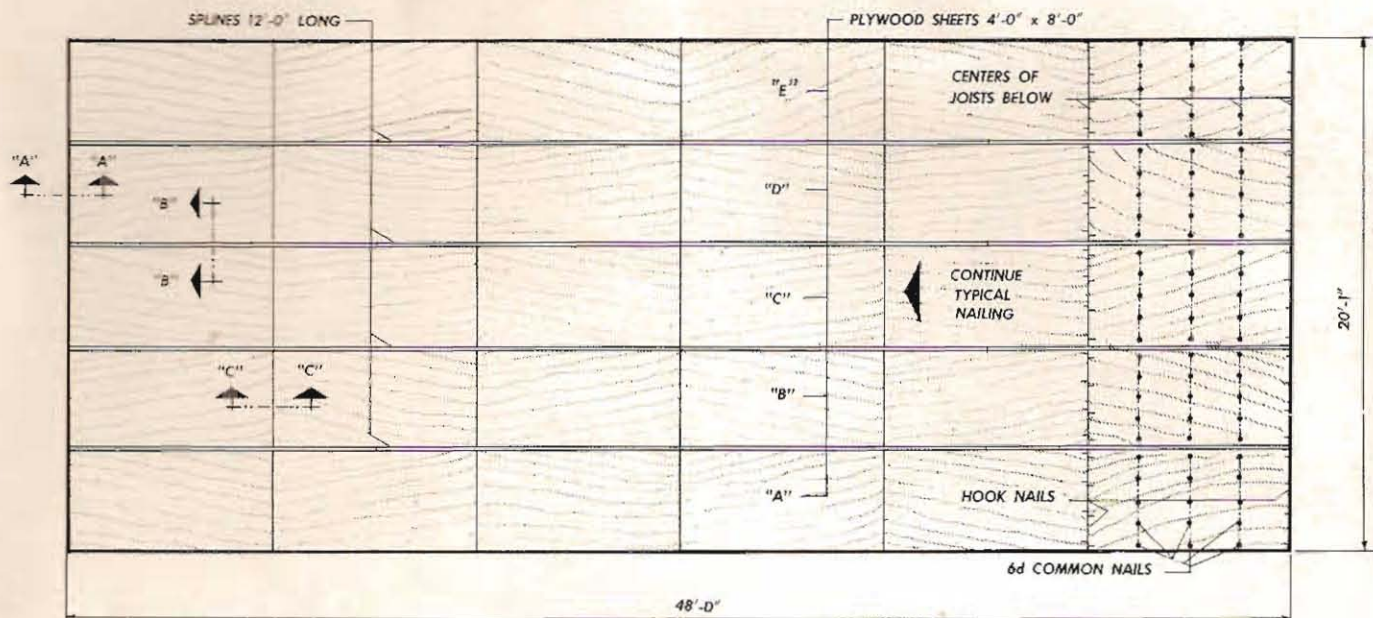 SPLINES 12'-0" LONG
PLYWOOD SHEETS 4'-0" x 8'-0"
"E"
CENTERS OF
JOISTS BELOW
"A" "A"
"B"
"D"
"B"
"C"
CONTINUE
TYPICAL
NAILING
20'-1"
"C" "C"
"B"
"A"
HOOK NAILS
6d COMMON NAILS
48'-0"